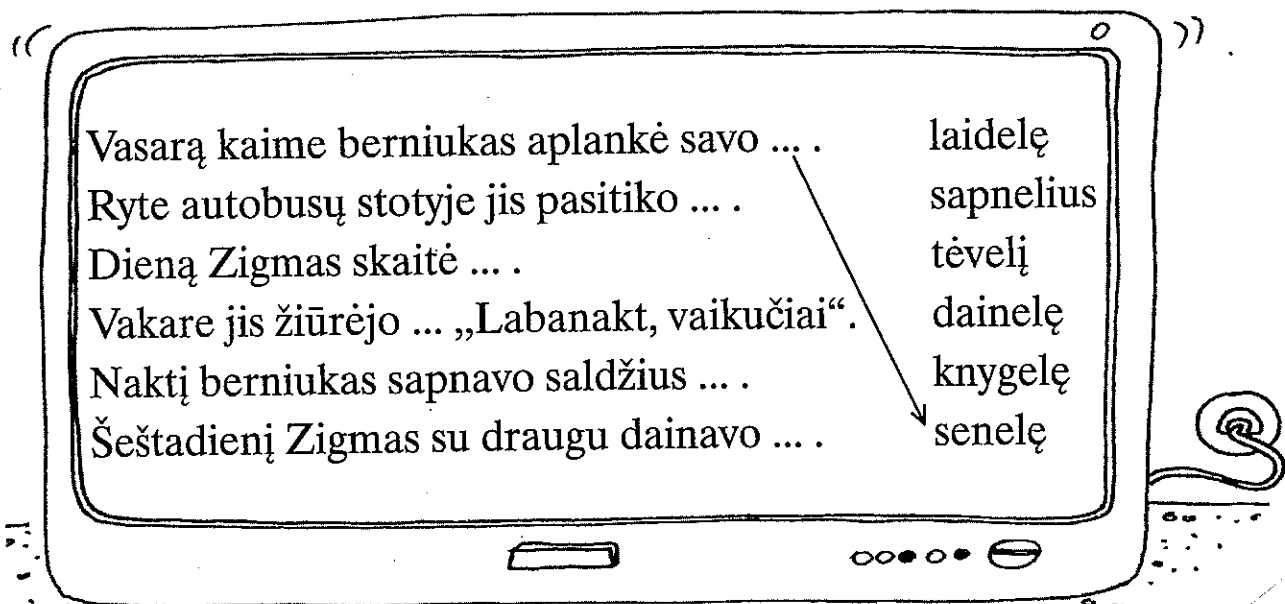 Vasarą kaime berniukas aplankė savo ... . laidelę
Ryte autobusų stotyje jis pasitiko ... . sapnelius
Dieną Zigmas skaitė ... . tėvelį
Vakare jis žiūrėjo ... „Labanakt, vaikučiai“. dainelę
Naktį berniukas sapnavo saldžius ... . knygelę
Šeštadienį Zigmas su draugu dainavo ... . senelę